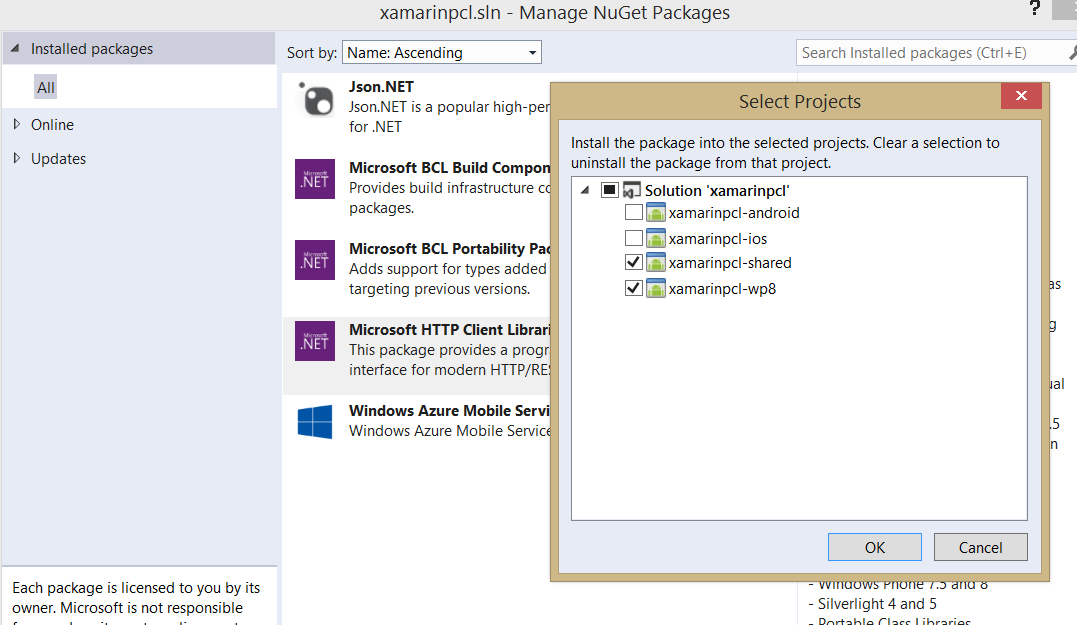 xamarinpcl.sln - Manage NuGet Packages
?
Installed packages
All
Online
Updates
Each package is licensed to you by its
owner. Microsoft is not responsible
Sort by: Name: Ascending
Search Installed packages (Ctrl+E)
Json.NET
Json.NET is a popular high-per
for .NET
Microsoft .NET
Microsoft BCL Build Compon
Provides build infrastructure co
packages.
Microsoft .NET
Microsoft BCL Portability Pac
Adds support for types added
targeting previous versions.
Microsoft .NET
Microsoft HTTP Client Librari
This package provides a progr
interface for modern HTTP/RES
Windows Azure Mobile Servi
Windows Azure Mobile Service
Select Projects
Install the package into the selected projects. Clear a selection to
uninstall the package from that project.
Solution 'xamarinpcl'
xamarinpcl-android
xamarinpcl-ios
xamarinpcl-shared
xamarinpcl-wp8
OK
Cancel
as
g
ual
.5
n
- Windows Phone 7.5 and 8
- Silverlight 4 and 5
- Portable Class Libraries